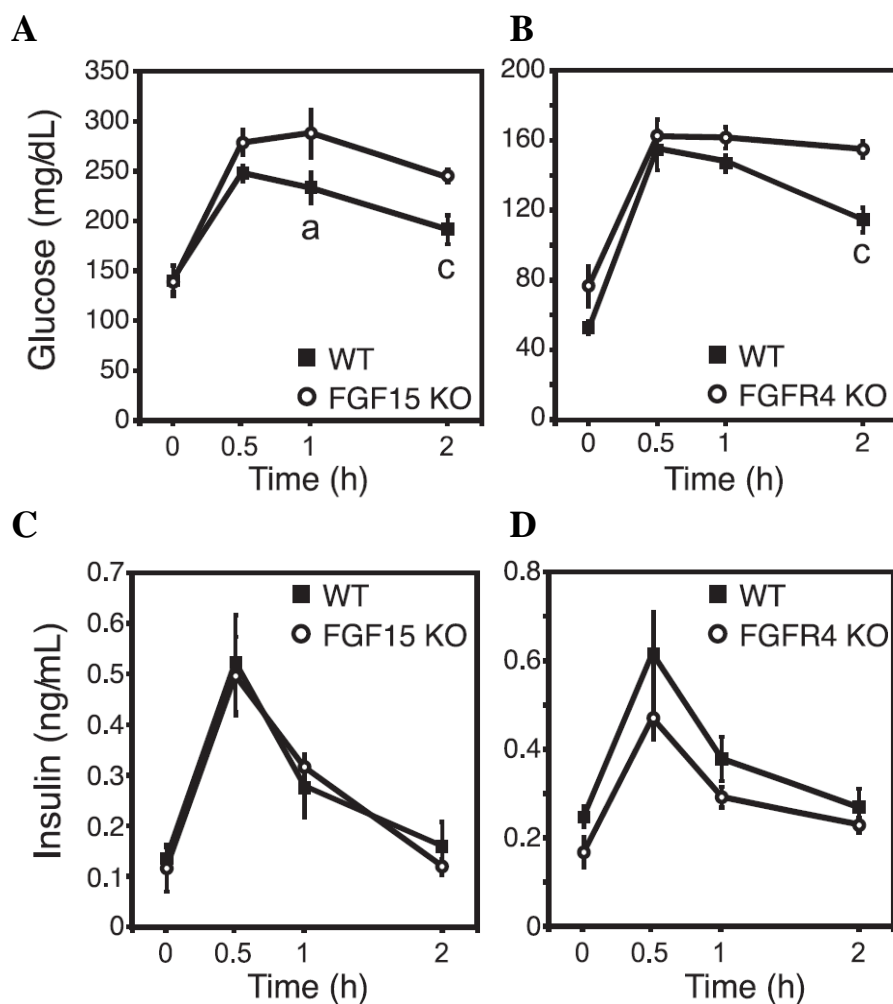 A
Glucose (mg/dL)
350
300
250
200
150
100
50
0
a
c
WT
FGF15 KO
0 0.5 1 2
Time (h)
B
200
160
120
80
40
0
c
WT
FGFR4 KO
0 0.5 1 2
Time (h)
C
Insulin (ng/mL)
0.7
0.6
0.5
0.4
0.3
0.2
0.1
0
WT
FGF15 KO
0 0.5 1 2
Time (h)
D
0.8
0.6
0.4
0.2
0
WT
FGFR4 KO
0 0.5 1 2
Time (h)